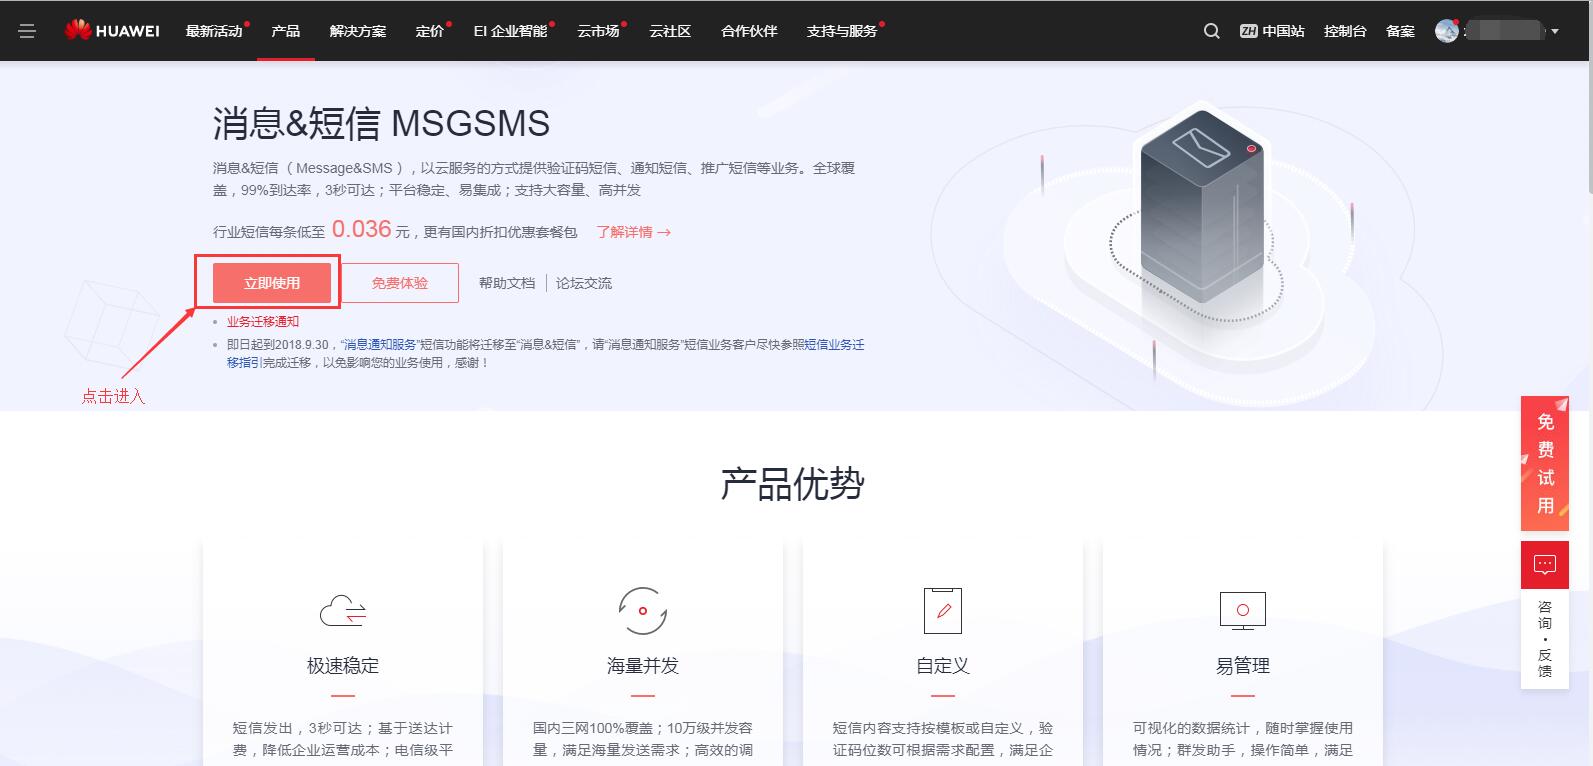 HUAWEI 最新活动 产品 解决方案 定价 EI 企业智能 云市场 云社区 合作伙伴 支持与服务 ZH 中国站 控制台 备案
消息&短信 MSGSMS
消息&短信（ Message&SMS ），以云服务的方式提供验证码短信、通知短信、推广短信等业务。全球覆
盖，99%到达率，3秒可达；平台稳定、易集成；支持大容量、高并发
行业短信每条低至 0.036 元，更有国内折扣优惠套餐包 了解详情 →
立即使用 免费体验 帮助文档 论坛交流
业务迁移通知
即日起到2018.9.30，“消息通知服务”短信功能将迁移至“消息&短信”，请“消息通知服务”短信业务客户尽快参照短信业务迁
移指引完成迁移，以免影响您的业务使用，感谢！
点击进入
免费试用
咨询·反馈
产品优势
极速稳定
短信发出，3秒可达；基于送达计
费，降低企业运营成本；电信级平
海量并发
国内三网100%覆盖；10万级并发容
量，满足海量发送需求；高效的调
自定义
短信内容支持按模板或自定义，验
证码位数可根据需求配置，满足企
易管理
可视化的数据统计，随时掌握使用
情况；群发助手，操作简单，满足